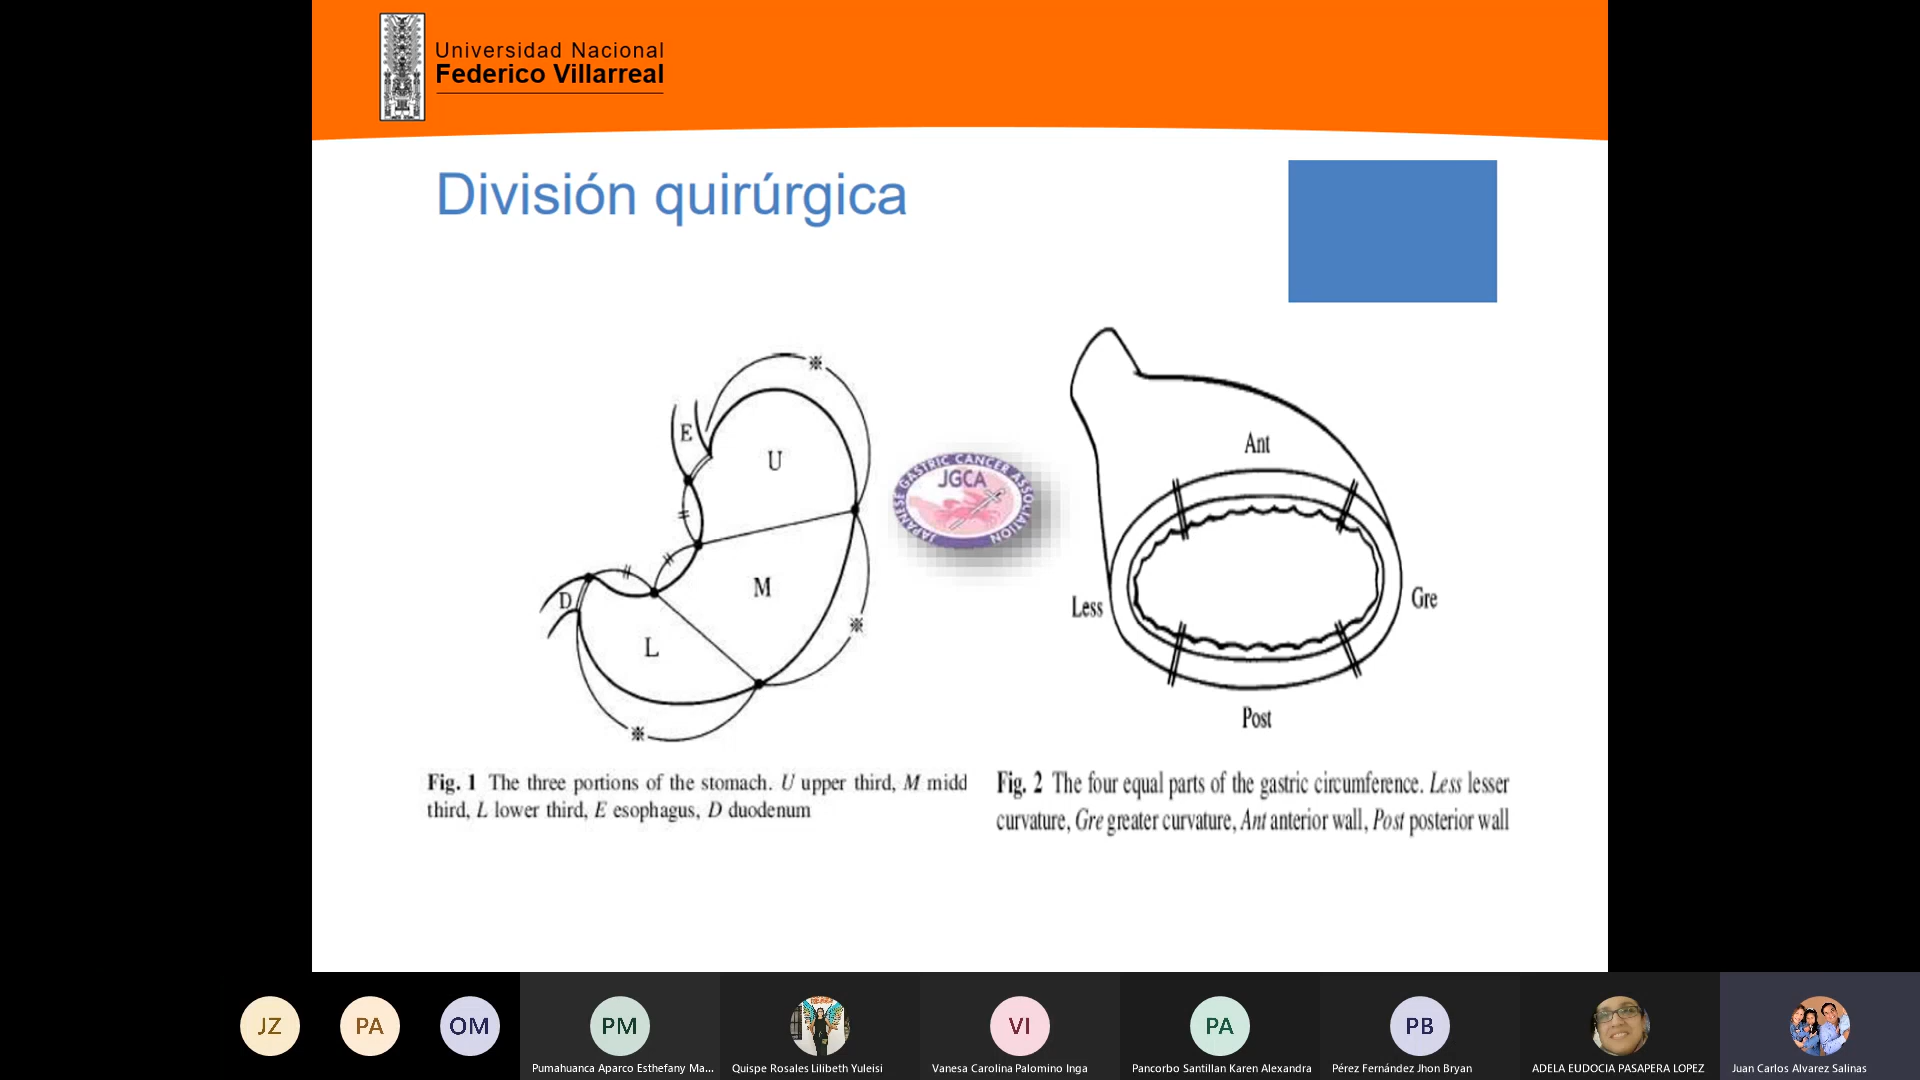 Universidad Nacional
Federico Villarreal
División quirúrgica
E
U
M
D
L
※
※
※
JAPANESE GASTRIC CANCER ASSOCIATION
JGCA
Ant
Less
Gre
Post
Fig. 1 The three portions of the stomach. U upper third, M midd
third, L lower third, E esophagus, D duodenum
Fig. 2 The four equal parts of the gastric circumference. Less lesser
curvature, Gre greater curvature, Ant anterior wall, Post posterior wall
JZ
PA
OM
PM
VI
PA
PB
Pumahuanca Aparco Esthefany Ma...
Quispe Rosales Lilibeth Yuleisi
Vanesa Carolina Palomino Inga
Pancorbo Santillan Karen Alexandra
Pérez Fernández Jhon Bryan
ADELA EUDOCIA PASAPERA LOPEZ
Juan Carlos Alvarez Salinas